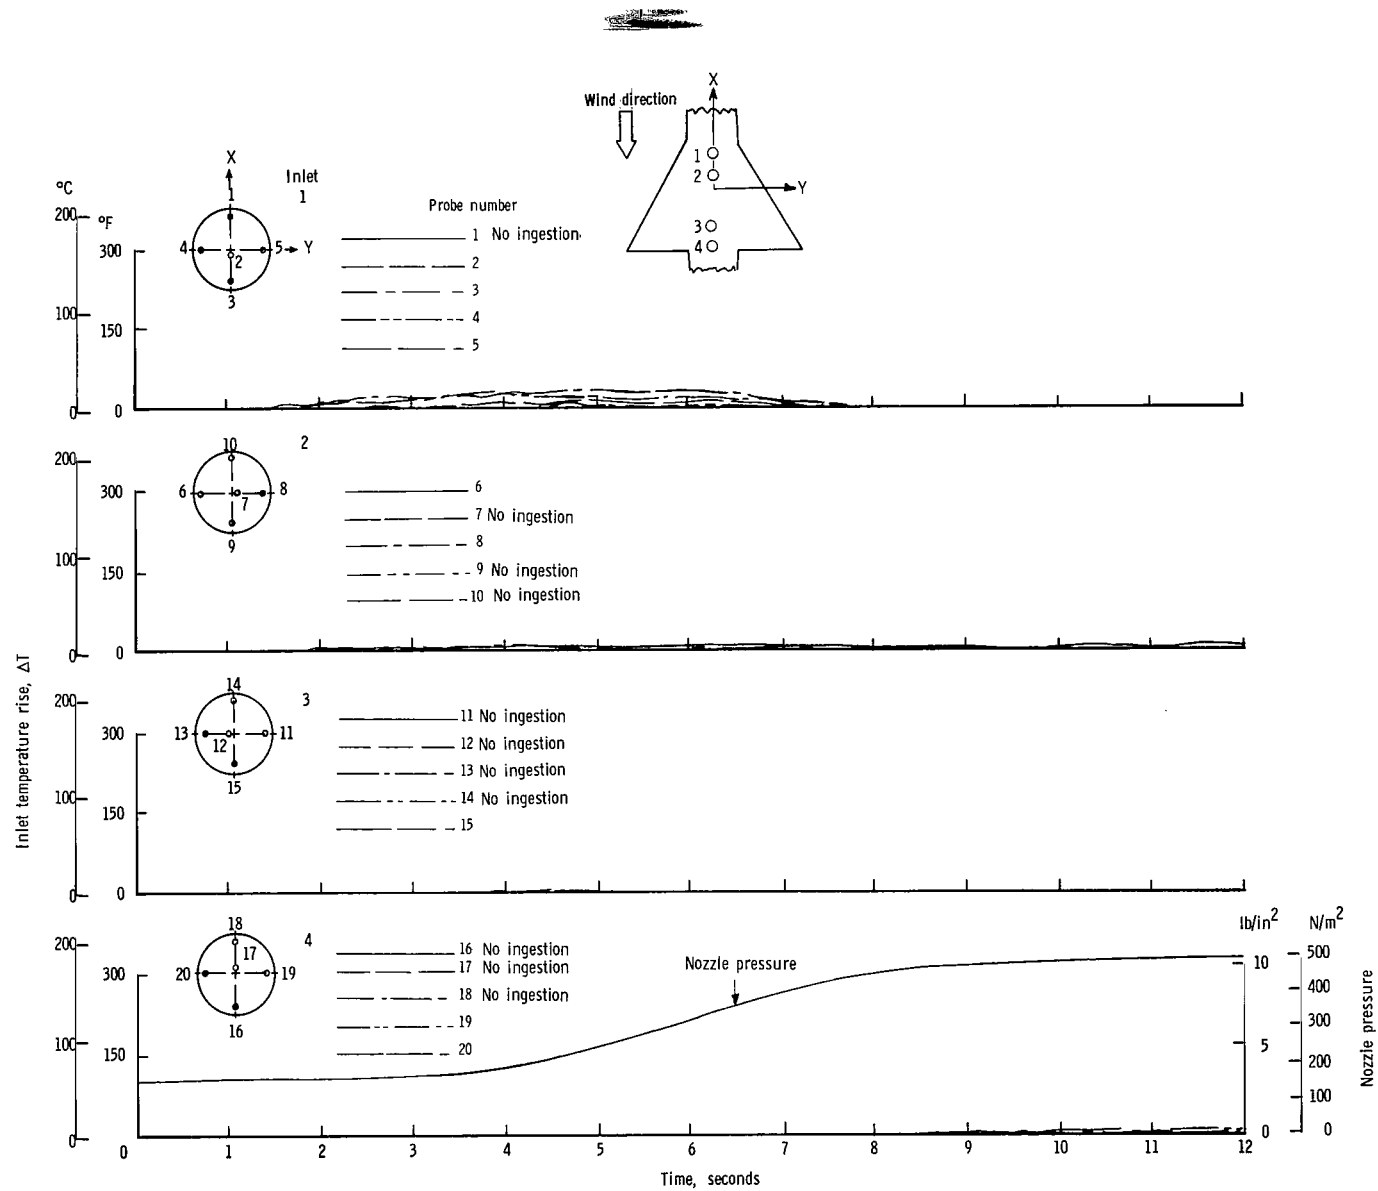 X
Wind direction
1
2
Y
3
4
X
Inlet
1
1
°C
200
°F
Probe number
4
5
Y
2
3
300
100
150
0
0
1 No ingestion
2
3
4
5
10
2
200
300
6
7
8
9
100
150
0
0
6
7 No ingestion
8
9 No ingestion
10 No ingestion
Inlet temperature rise, ΔT
14
3
200
300
13
12
11
15
100
150
0
0
11 No ingestion
12 No ingestion
13 No ingestion
14 No ingestion
15
18
4
200
300
20
17
19
16
100
150
0
0
16 No ingestion
17 No ingestion
18 No ingestion
19
20
Nozzle pressure
lb/in2
N/m2
10
5
0
500
400
300
200
100
0
Nozzle pressure
1 2 3 4 5 6 7 8 9 10 11 12
Time, seconds